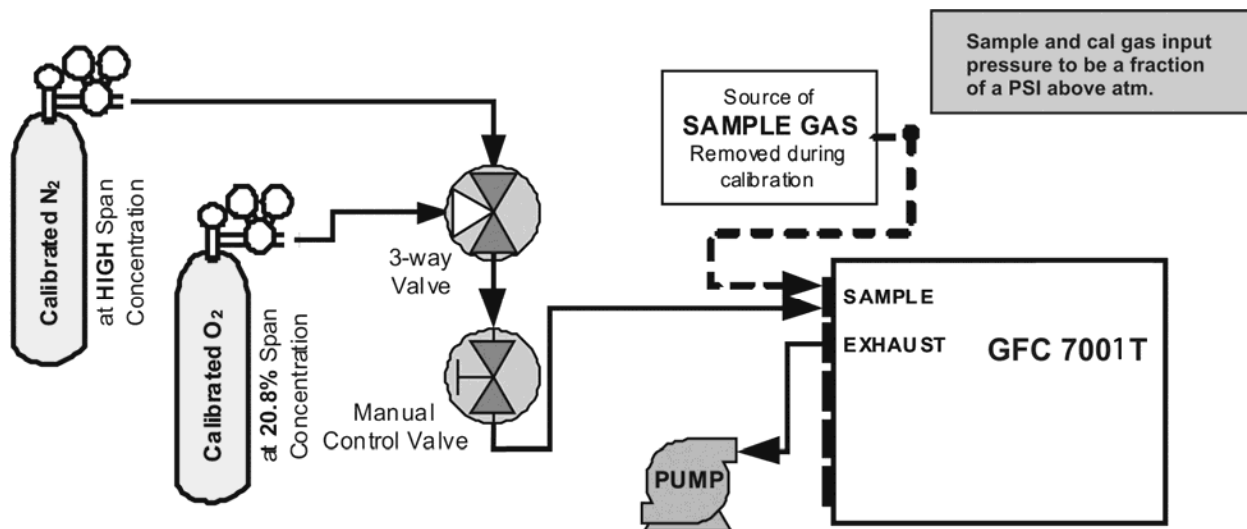 Calibrated N2
at HIGH Span
Concentration
Calibrated O2
at 20.8% Span
Concentration
3-way
Valve
Manual
Control Valve
Source of
SAMPLE GAS
Removed during
calibration
Sample and cal gas input
pressure to be a fraction
of a PSI above atm.
SAMPLE
EXHAUST
GFC 7001T
PUMP